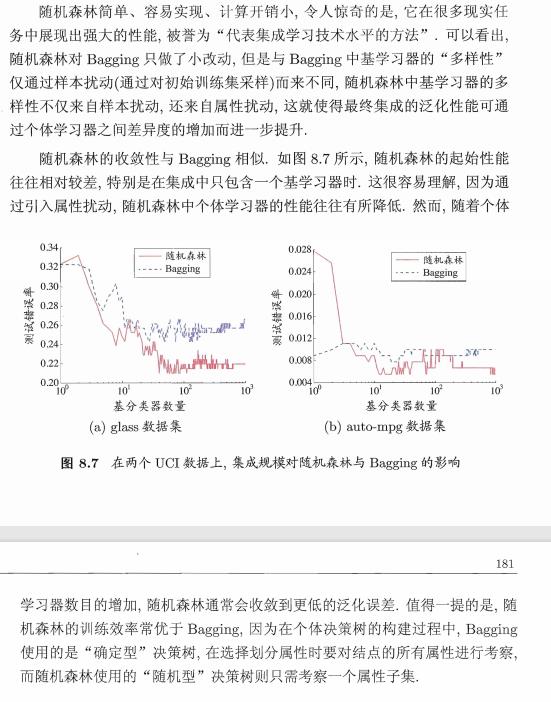 随机森林简单、容易实现、计算开销小, 令人惊奇的是, 它在很多现实任
务中展现出强大的性能, 被誉为“代表集成学习技术水平的方法”. 可以看出,
随机森林对 Bagging 只做了小改动, 但是与 Bagging 中基学习器的“多样性”
仅通过样本扰动(通过对初始训练集采样)而来不同, 随机森林中基学习器的多
样性不仅来自样本扰动, 还来自属性扰动, 这就使得最终集成的泛化性能可通
过个体学习器之间差异度的增加而进一步提升.
随机森林的收敛性与 Bagging 相似. 如图 8.7 所示, 随机森林的起始性能
往往相对较差, 特别是在集成中只包含一个基学习器时. 这很容易理解, 因为通
过引入属性扰动, 随机森林中个体学习器的性能往往有所降低. 然而, 随着个体
0.34
0.32
0.30
0.28
0.26
0.24
0.22
0.20
测试错误率
随机森林
Bagging
10⁰ 10¹ 10² 10³
基分类器数量
(a) glass 数据集
0.028
0.024
0.020
0.016
0.012
0.008
0.004
测试错误率
随机森林
Bagging
10⁰ 10¹ 10² 10³
基分类器数量
(b) auto-mpg 数据集
图 8.7 在两个 UCI 数据上, 集成规模对随机森林与 Bagging 的影响
181
学习器数目的增加, 随机森林通常会收敛到更低的泛化误差. 值得一提的是, 随
机森林的训练效率常优于 Bagging, 因为在个体决策树的构建过程中, Bagging
使用的是“确定型”决策树, 在选择划分属性时要对结点的所有属性进行考察,
而随机森林使用的“随机型”决策树则只需考察一个属性子集.